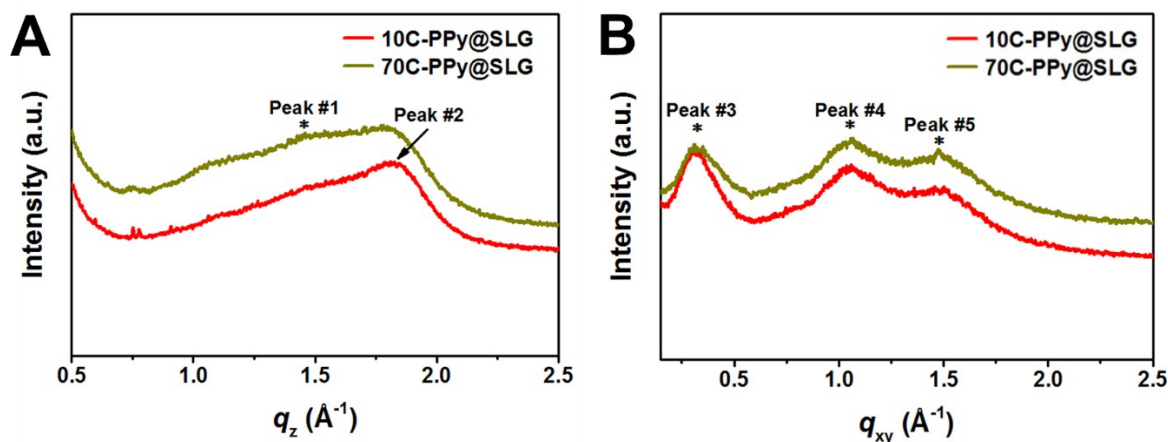 A
10C-PPy@SLG
70C-PPy@SLG
Peak #1
*
Peak #2
Intensity (a.u.)
0.5 1.0 1.5 2.0 2.5
qz (Å-1)
B
10C-PPy@SLG
70C-PPy@SLG
Peak #3
*
Peak #4
*
Peak #5
*
Intensity (a.u.)
0.5 1.0 1.5 2.0 2.5
qxy (Å-1)